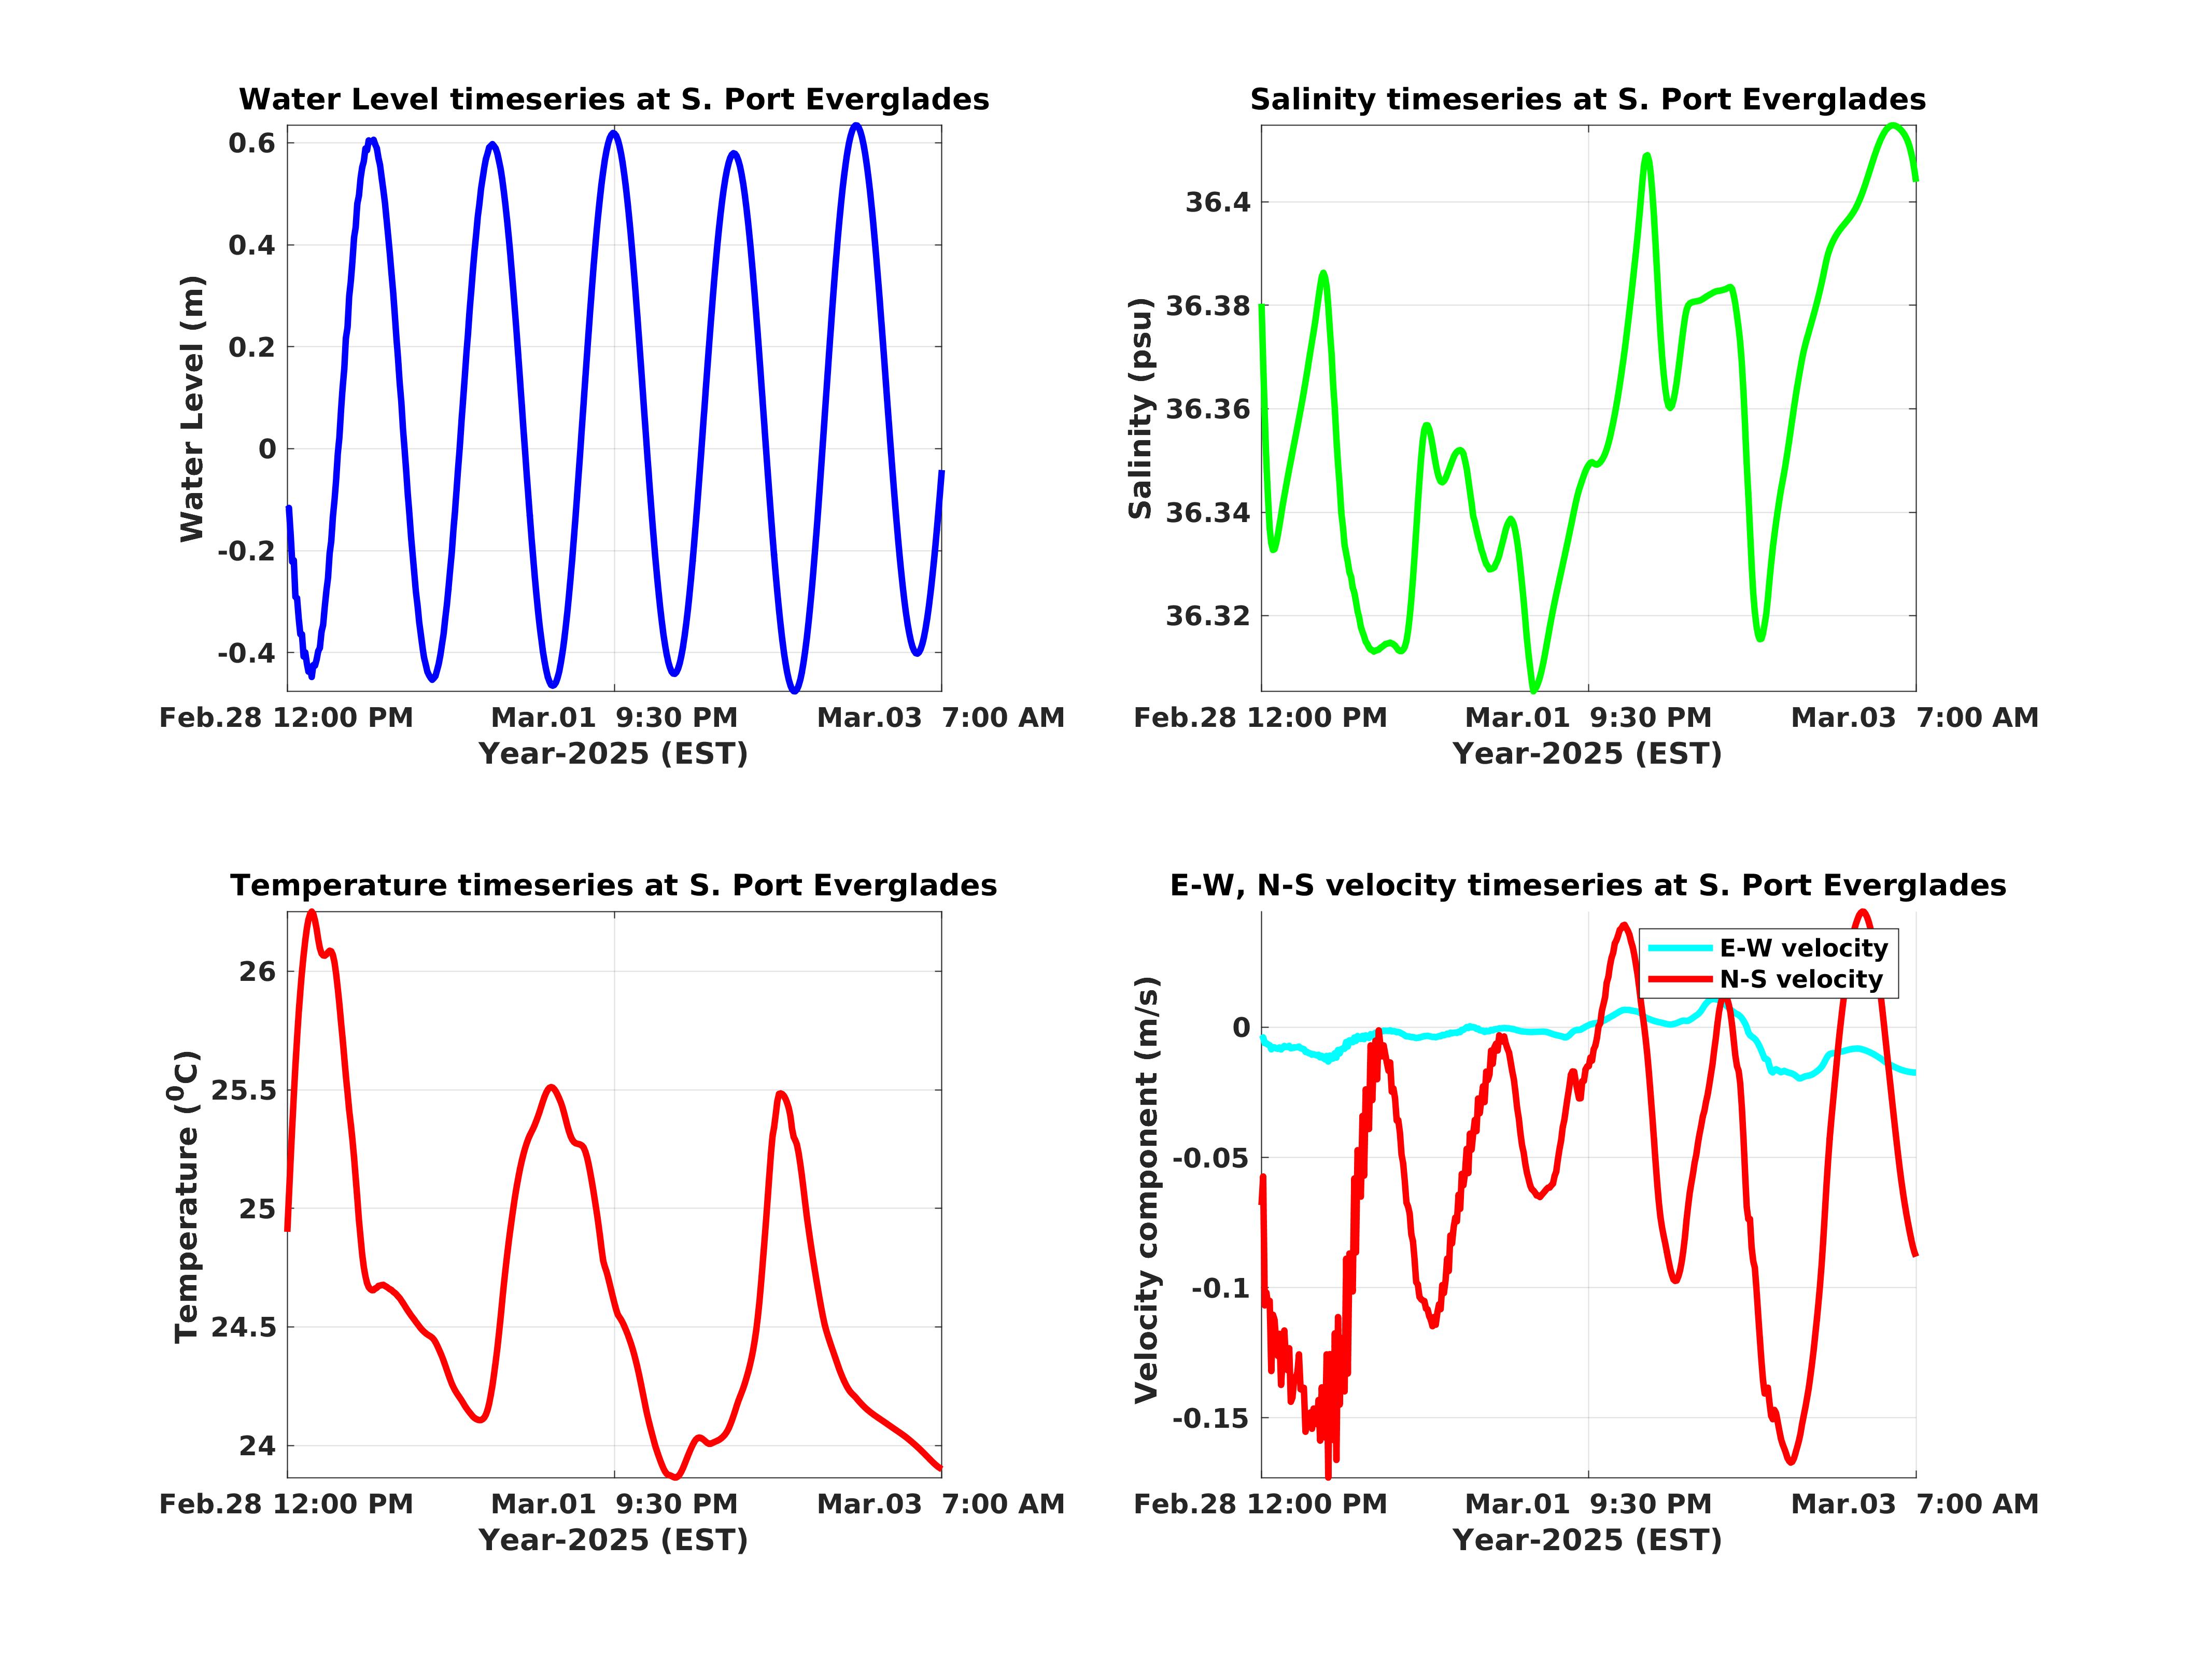 Water Level timeseries at S. Port Everglades
Water Level (m)
0.6
0.4
0.2
0
-0.2
-0.4
Feb.28 12:00 PM Mar.01 9:30 PM Mar.03 7:00 AM
Year-2025 (EST)
Salinity timeseries at S. Port Everglades
Salinity (psu)
36.4
36.38
36.36
36.34
36.32
Feb.28 12:00 PM Mar.01 9:30 PM Mar.03 7:00 AM
Year-2025 (EST)
Temperature timeseries at S. Port Everglades
Temperature (⁰C)
26
25.5
25
24.5
24
Feb.28 12:00 PM Mar.01 9:30 PM Mar.03 7:00 AM
Year-2025 (EST)
E-W, N-S velocity timeseries at S. Port Everglades
Velocity component (m/s)
E-W velocity
N-S velocity
0
-0.05
-0.1
-0.15
Feb.28 12:00 PM Mar.01 9:30 PM Mar.03 7:00 AM
Year-2025 (EST)